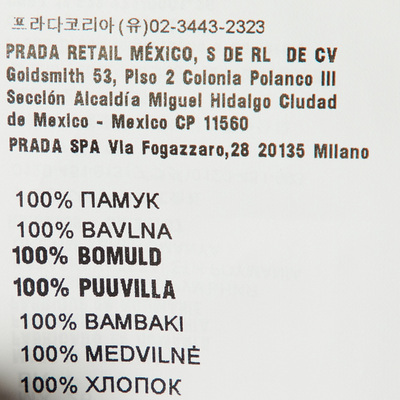 프라다코리아(유)02-3443-2323
PRADA RETAIL MÉXICO, S DE RL DE CV
Goldsmith 53, Piso 2 Colonia Polanco III
Sección Alcaldía Miguel Hidalgo Ciudad
de Mexico - Mexico CP 11560
PRADA SPA Via Fogazzaro,28 20135 Milano
100% ПАМУК
100% BAVLNA
100% BOMULD
100% PUUVILLA
100% BAMBAKI
100% MEDVILNĖ
100% ХЛОПОК